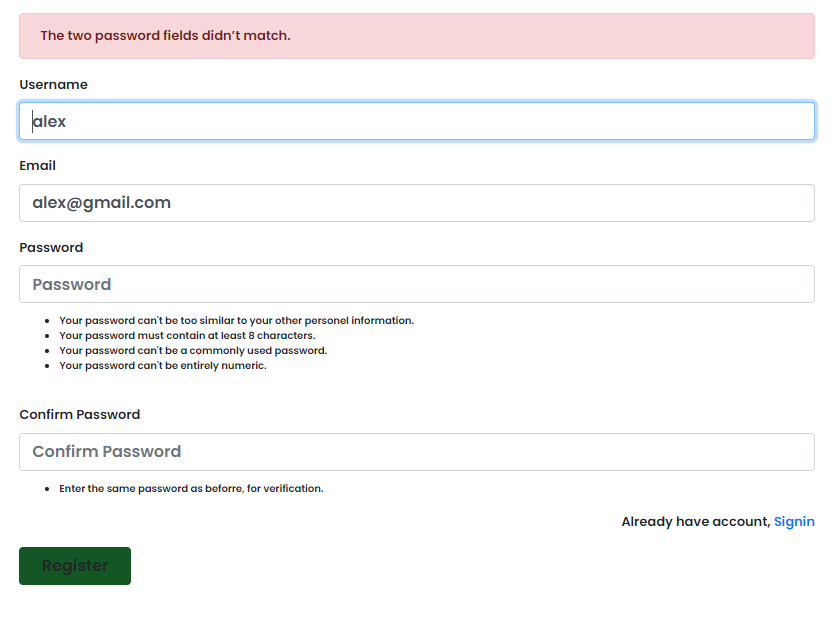 The two password fields didn’t match.
Username
alex
Email
alex@gmail.com
Password
Password
Your password can't be too similar to your other personel information.
Your password must contain at least 8 characters.
Your password can't be a commonly used password.
Your password can't be entirely numeric.
Confirm Password
Confirm Password
Enter the same password as beforre, for verification.
Already have account, Signin
Register